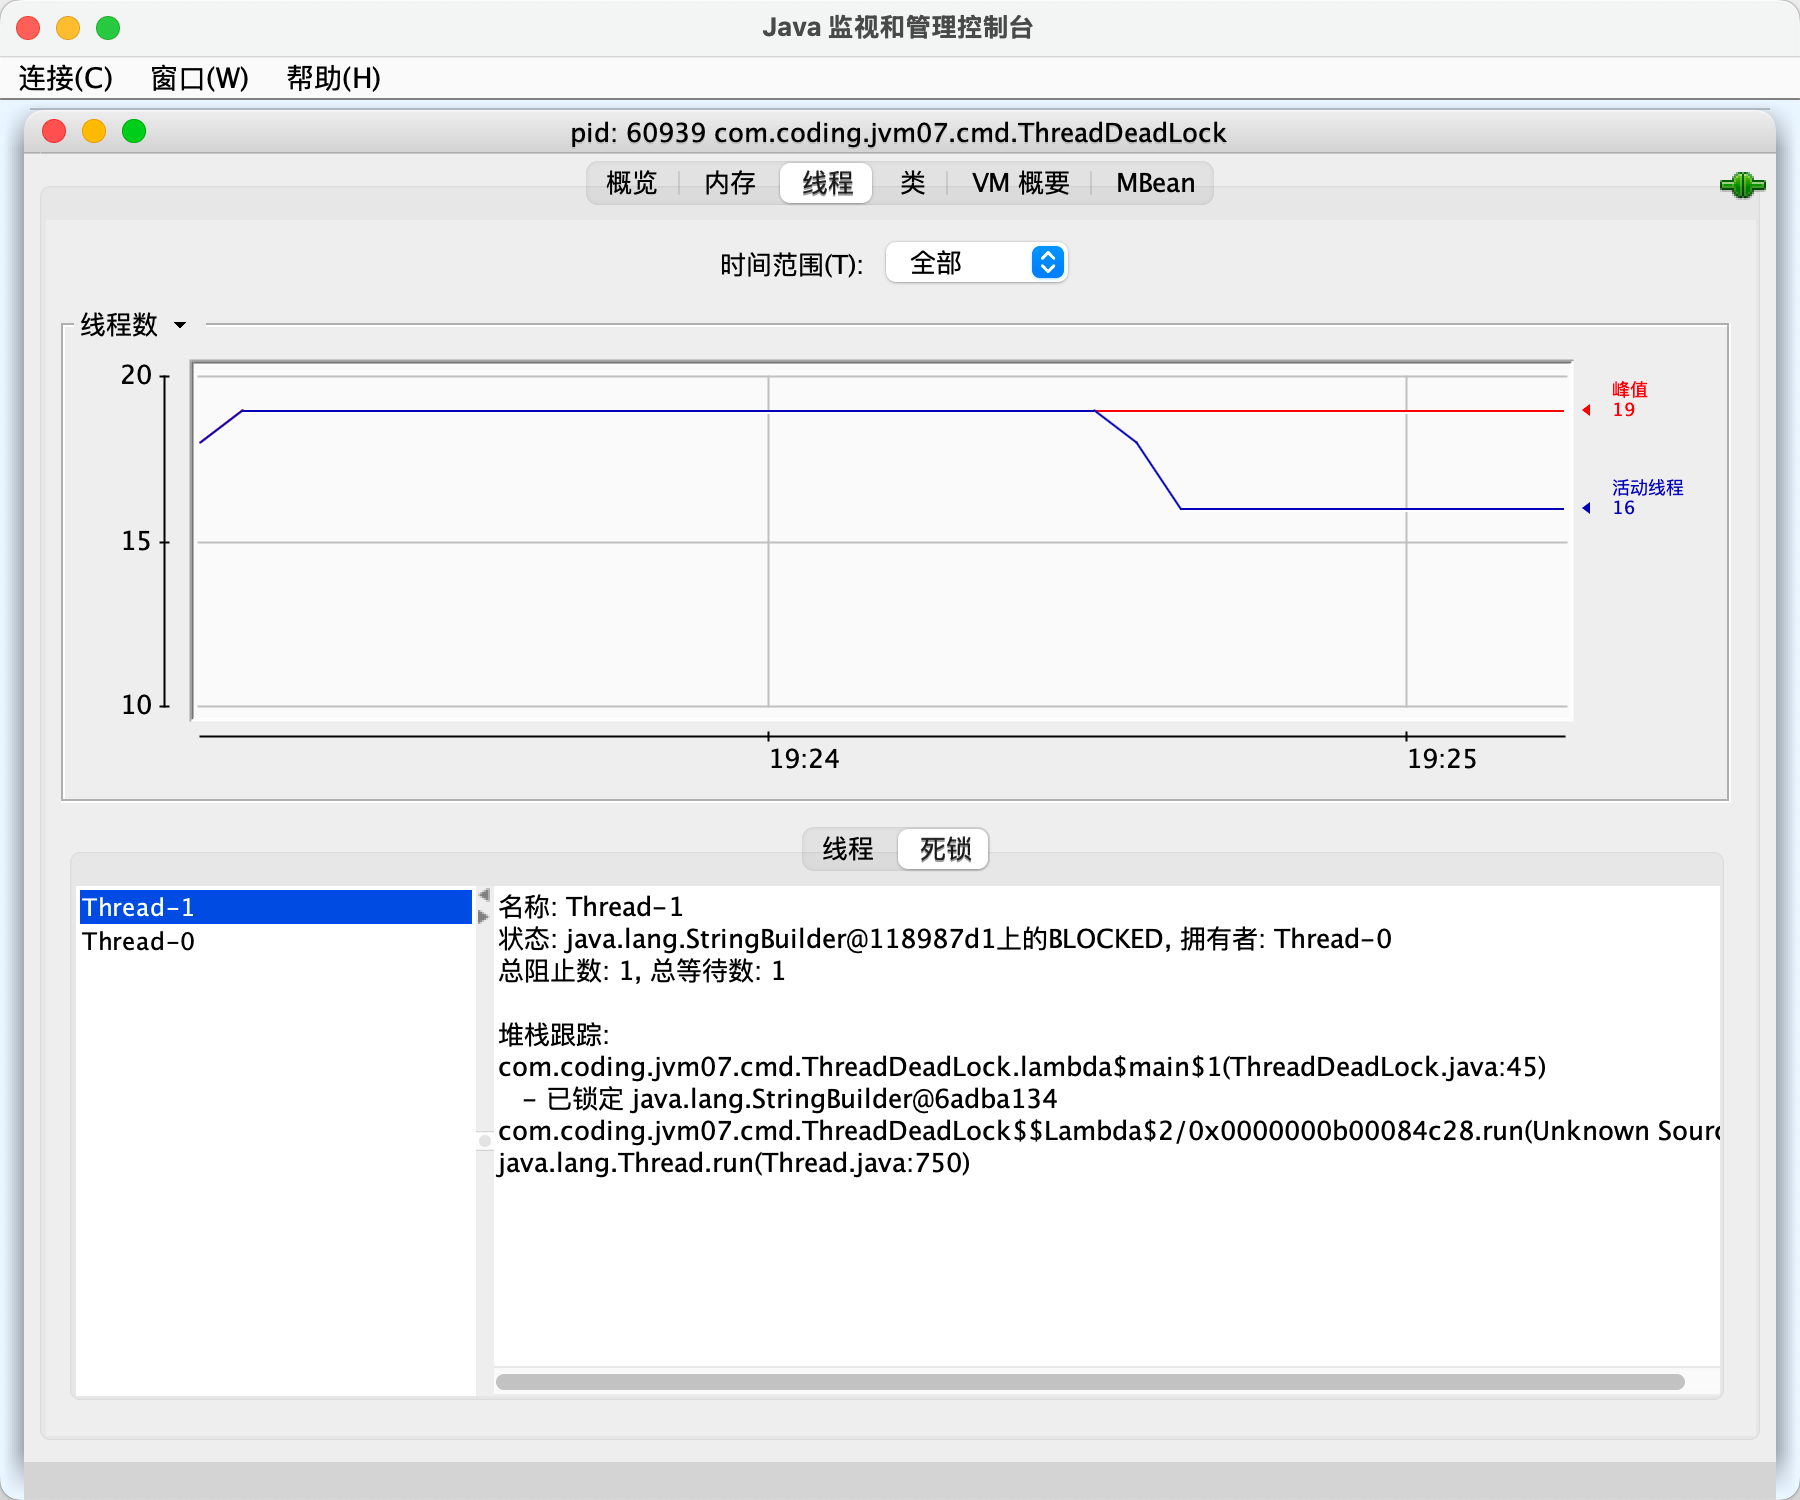 Java 监视和管理控制台
连接(C) 窗口(W) 帮助(H)
pid: 60939 com.coding.jvm07.cmd.ThreadDeadLock
概览 内存 线程 类 VM 概要 MBean
时间范围(T): 全部
线程数
20
15
10
峰值
19
活动线程
16
19:24 19:25
线程 死锁
Thread-1
Thread-0
名称: Thread-1
状态: java.lang.StringBuilder@118987d1上的BLOCKED, 拥有者: Thread-0
总阻止数: 1, 总等待数: 1
堆栈跟踪:
com.coding.jvm07.cmd.ThreadDeadLock.lambda$main$1(ThreadDeadLock.java:45)
- 已锁定 java.lang.StringBuilder@6adba134
com.coding.jvm07.cmd.ThreadDeadLock$$Lambda$2/0x0000000b00084c28.run(Unknown Sourc
java.lang.Thread.run(Thread.java:750)